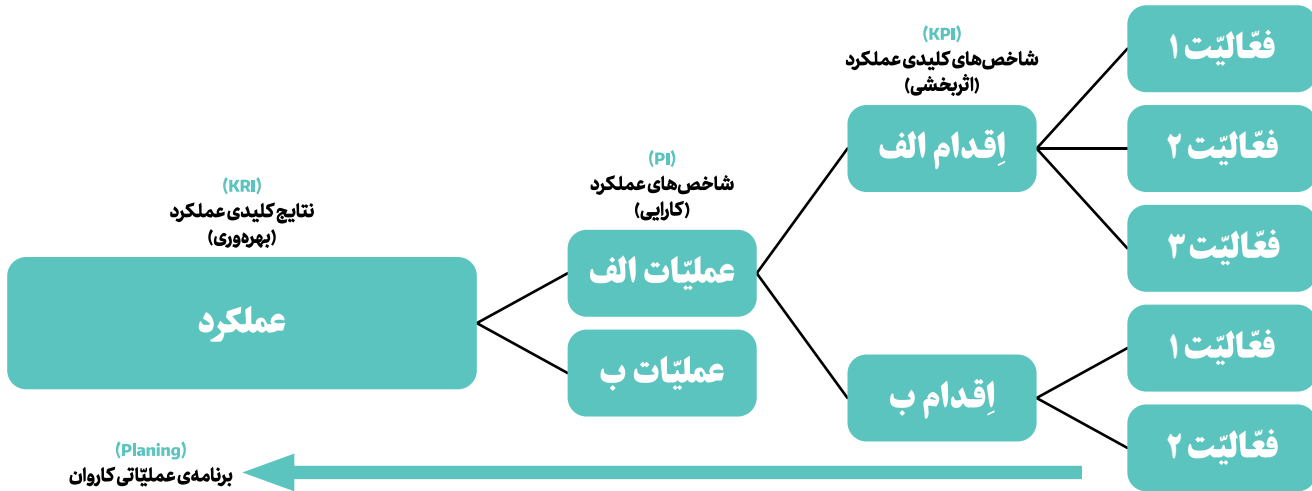 (KPI)
شاخص‌های کلیدی عملکرد
(اثربخشی)
فعّالیّت ۱
فعّالیّت ۲
فعّالیّت ۳
فعّالیّت ۱
فعّالیّت ۲
اِقدام الف
اِقدام ب
(PI)
شاخص‌های عملکرد
(کارایی)
عملیّات الف
عملیّات ب
(KRI)
نتایج کلیدی عملکرد
(بهره‌وری)
عملکرد
(Planing)
برنامه‌ی عملیّاتی کاروان